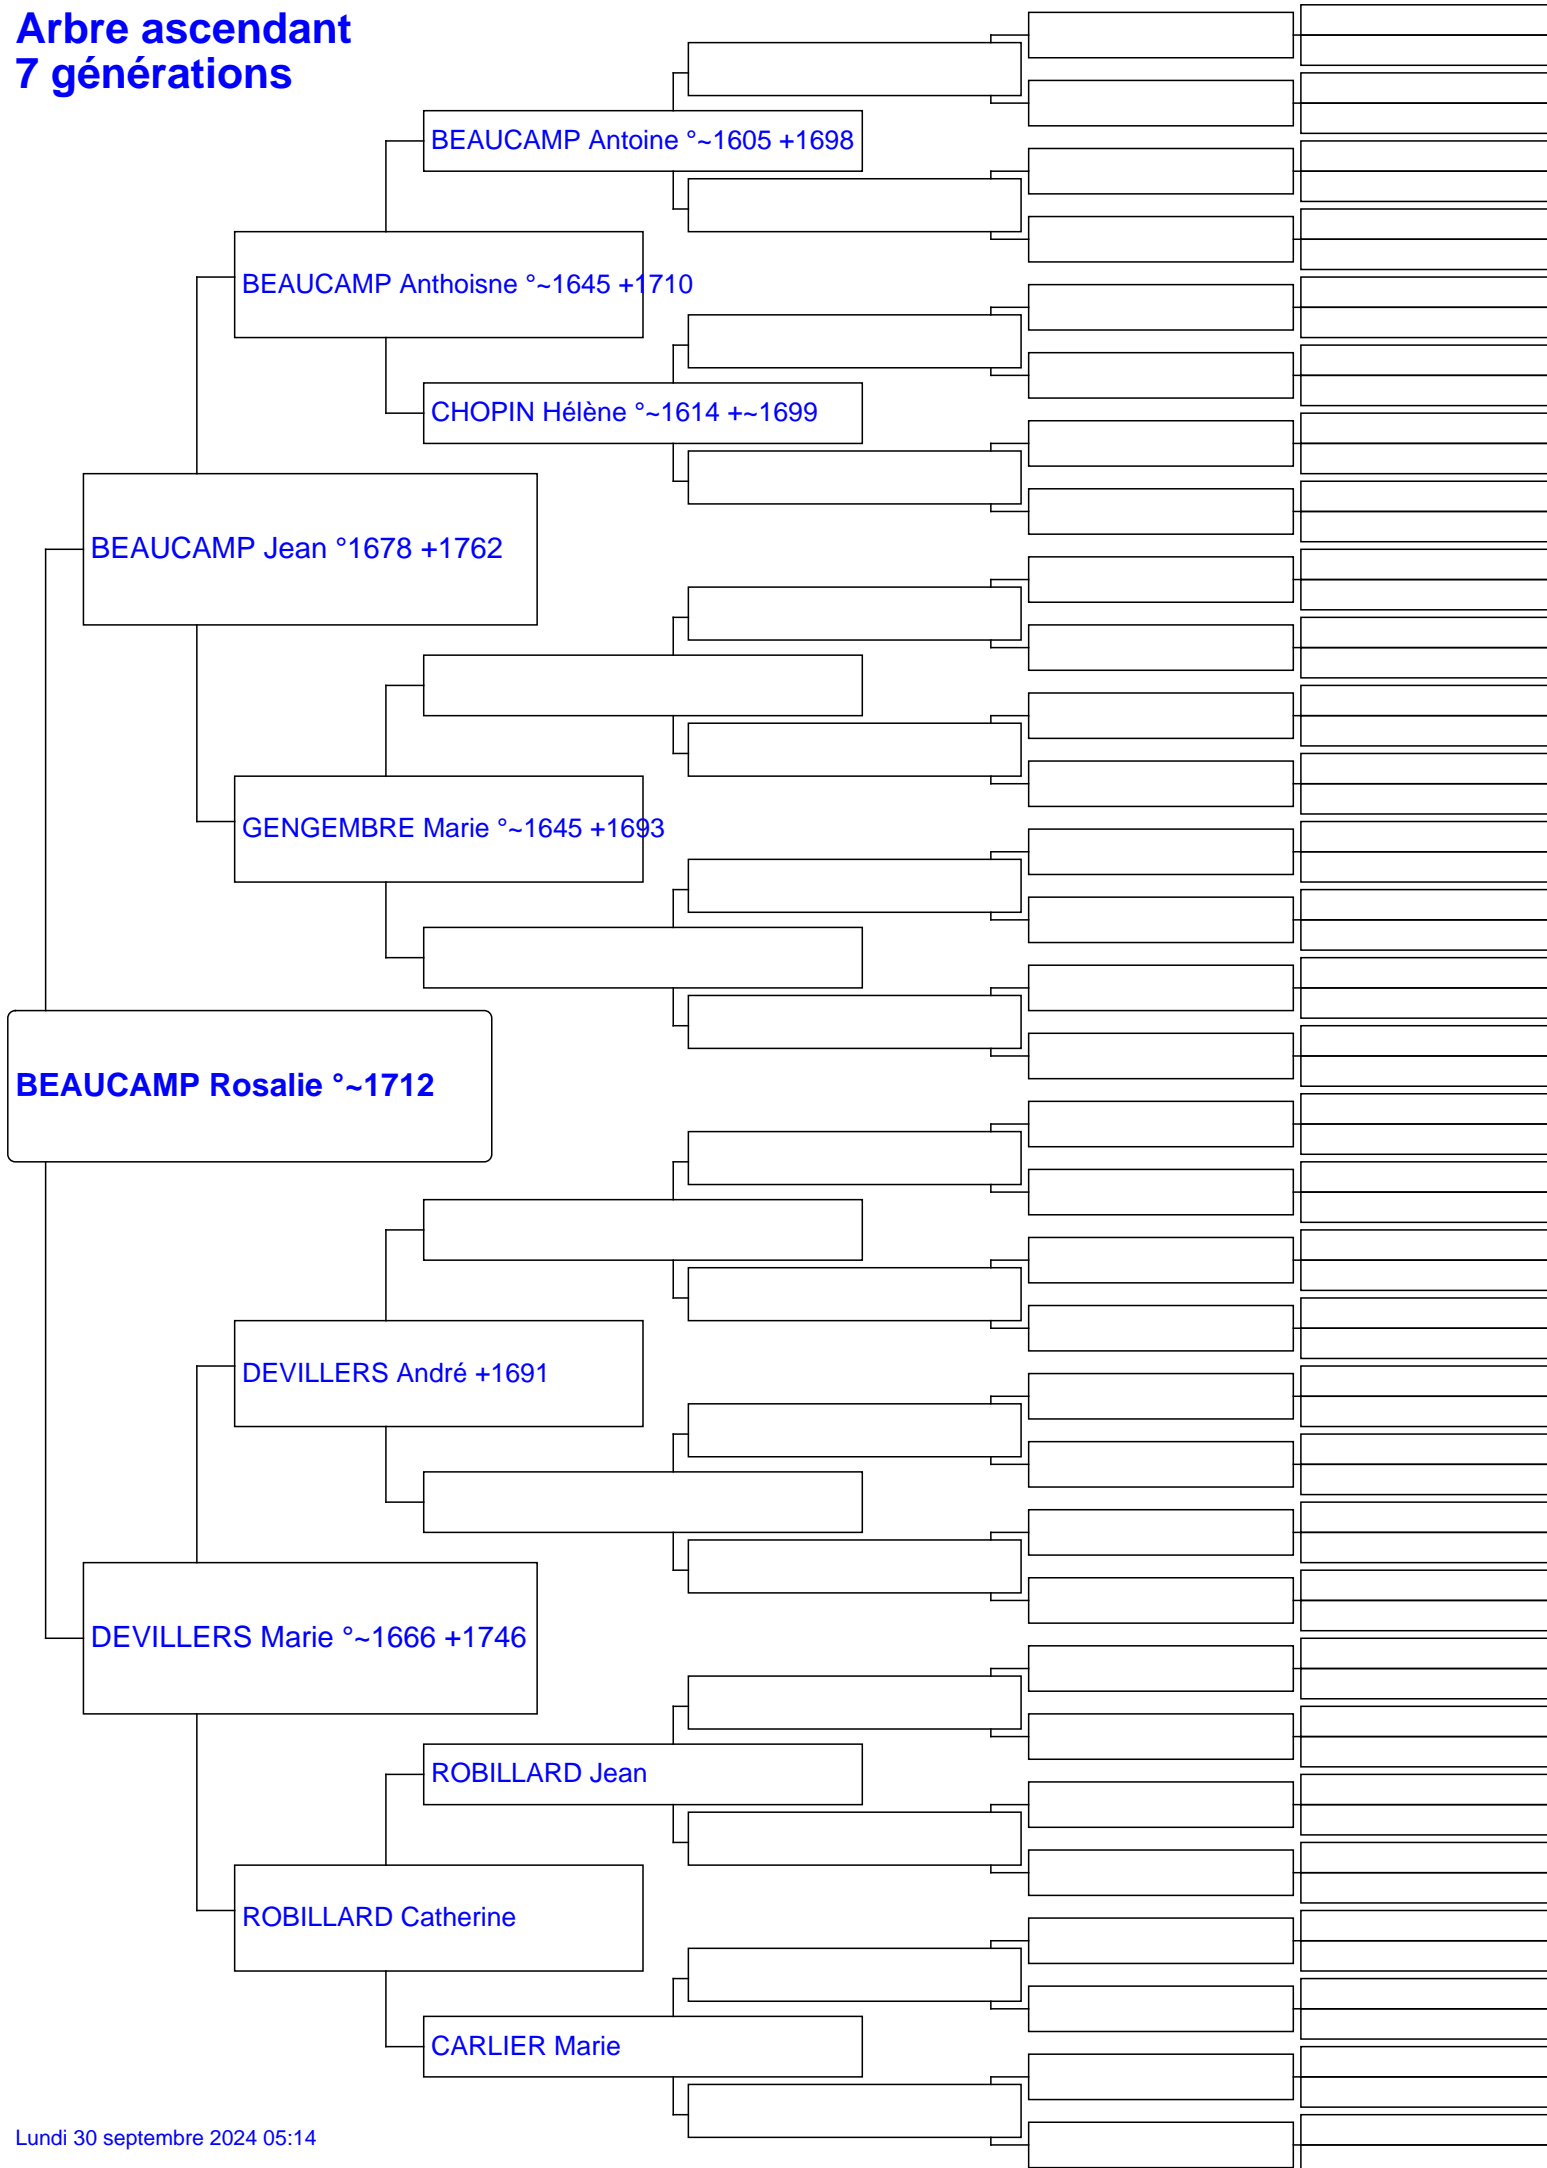 Arbre ascendant
7 générations
BEAUCAMP Antoine °~1605 +1698
BEAUCAMP Anthoisne °~1645 +1710
CHOPIN Hélène °~1614 +~1699
BEAUCAMP Jean °1678 +1762
GENGEMBRE Marie °~1645 +1693
BEAUCAMP Rosalie °~1712
DEVILLERS André +1691
DEVILLERS Marie °~1666 +1746
ROBILLARD Jean
ROBILLARD Catherine
CARLIER Marie
Lundi 30 septembre 2024 05:14